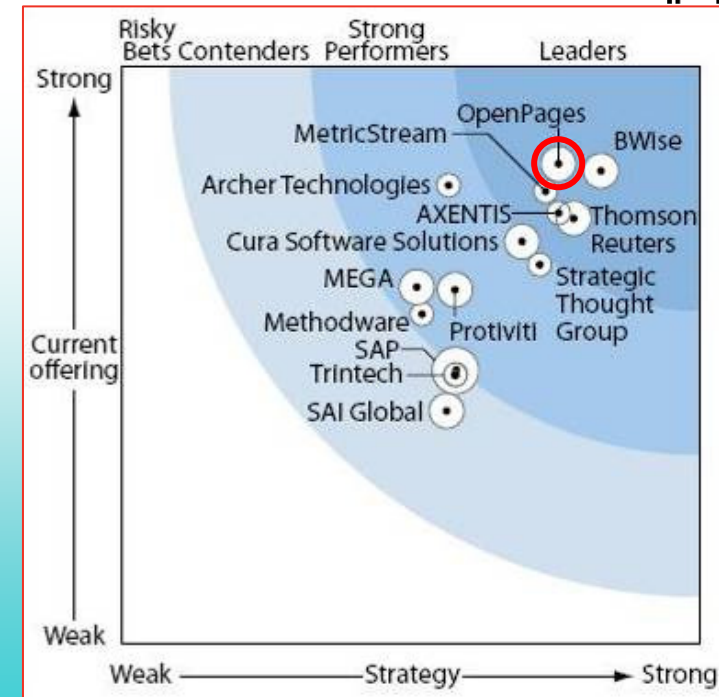 Risky
Bets Contenders
Strong
Performers
Leaders
Strong
OpenPages
MetricStream
BWise
Archer Technologies
AXENTIS
Thomson
Reuters
Cura Software Solutions
Strategic
Thought
Group
MEGA
Methodware
Protiviti
Current
offering
SAP
Trintech
SAI Global
Weak
Weak
Strategy
Strong